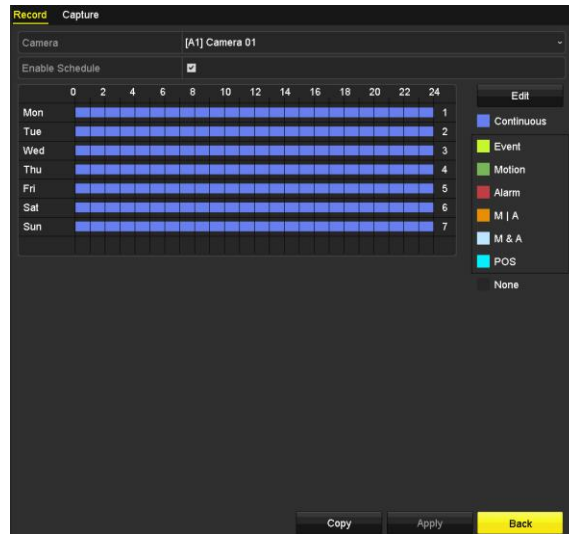 Record Capture
Camera [A1] Camera 01
Enable Schedule
0 2 4 6 8 10 12 14 16 18 20 22 24
Edit
Mon 1
Continuous
Tue 2
Wed 3
Event
Thu 4
Motion
Fri 5
Alarm
Sat 6
M | A
Sun 7
M & A
POS
None
Copy Apply Back